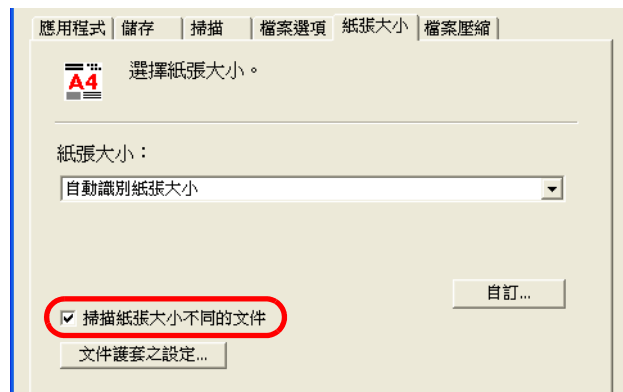 應用程式 儲存 掃描 檔案選項 紙張大小 檔案壓縮
A4
選擇紙張大小。
紙張大小：
自動識別紙張大小
自訂...
掃描紙張大小不同的文件
文件護套之設定...